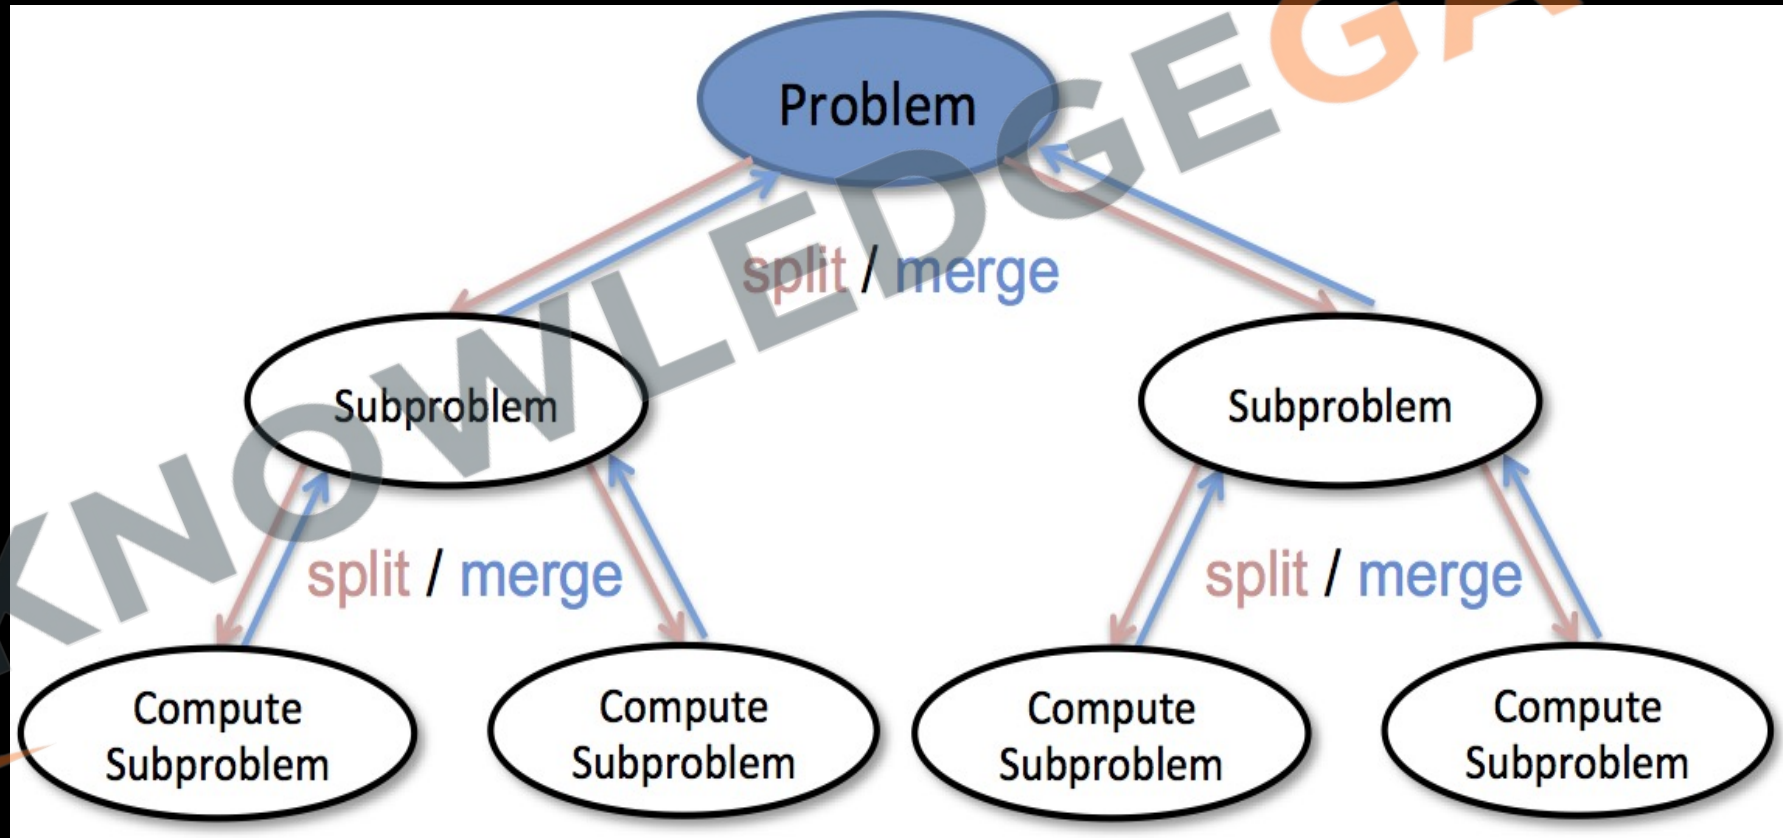 Problem
split / merge
Subproblem
Subproblem
split / merge
split / merge
Compute
Subproblem
Compute
Subproblem
Compute
Subproblem
Compute
Subproblem
KNOWLEDGEGA